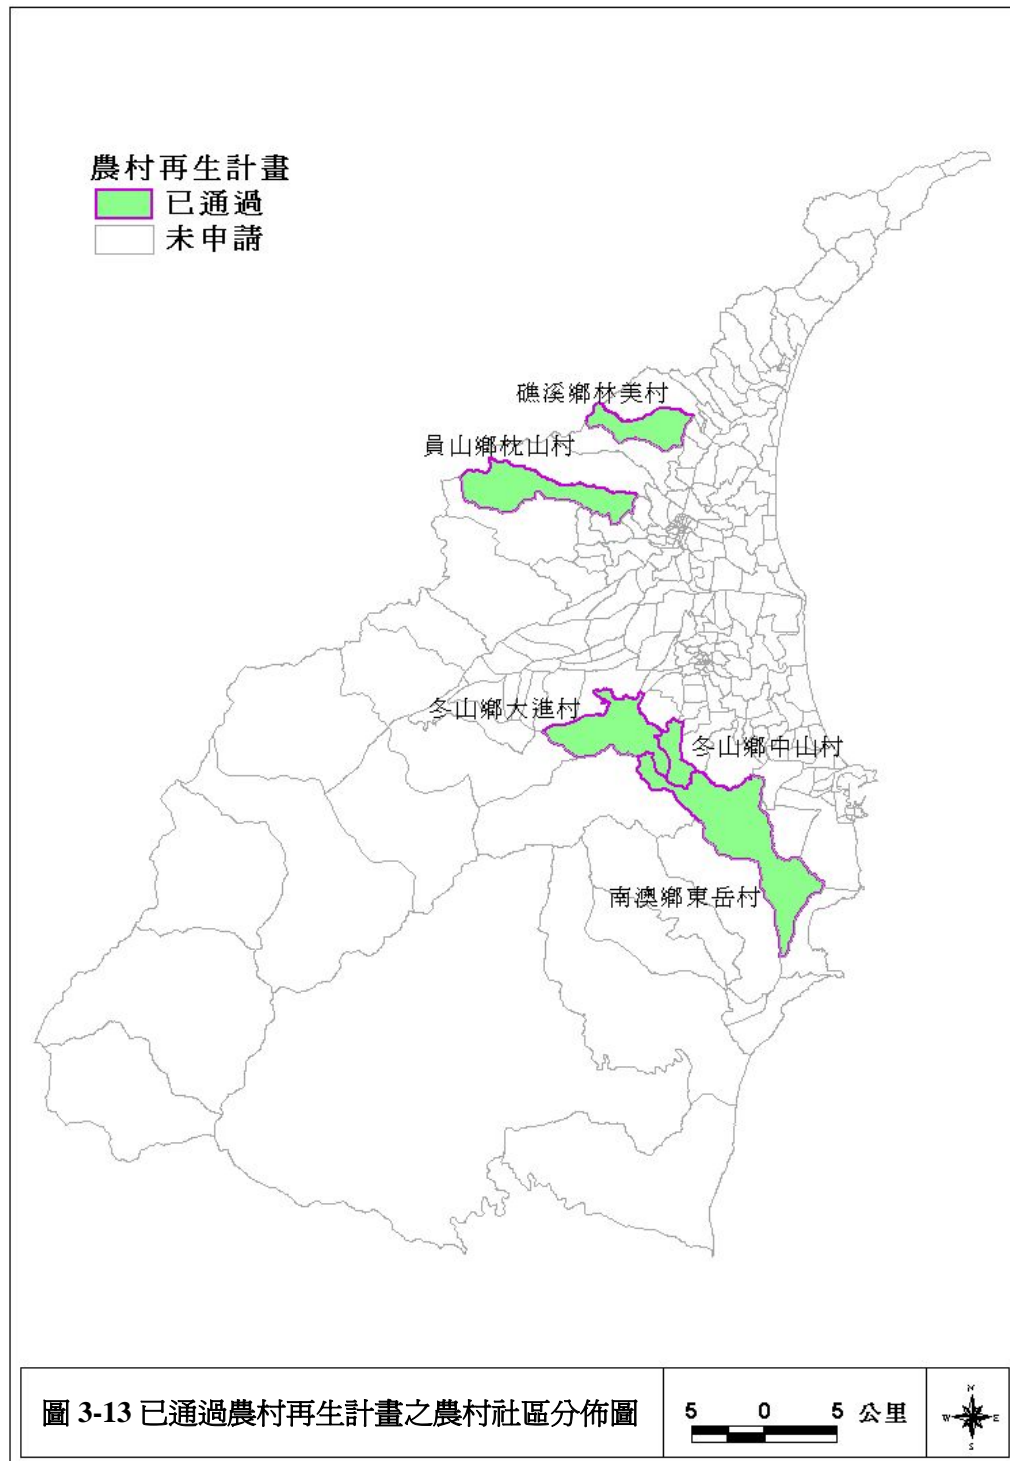 農村再生計畫
已通過
未申請
礁溪鄉林美村
員山鄉枕山村
冬山鄉大進村
冬山鄉中山村
南澳鄉東岳村
圖 3-13 已通過農村再生計畫之農村社區分佈圖
5 0 5 公里
N
W E
S